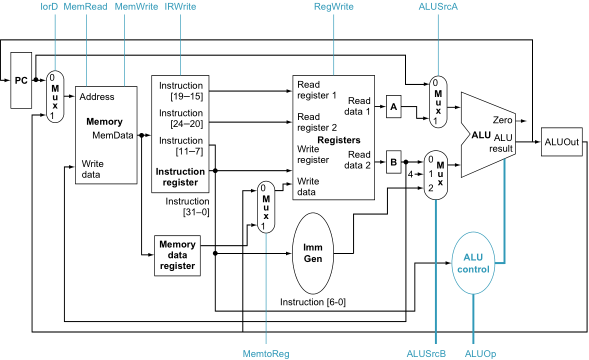 IorD MemRead MemWrite IRWrite RegWrite ALUSrcA
PC
0
M
u
x
1
Address
Memory
MemData
Write
data
Instruction
[19–15]
Instruction
[24–20]
Instruction
[11–7]
Instruction
register
Instruction
[31–0]
Memory
data
register
0
M
u
x
1
Read
register 1
Read
register 2
Write
register
Write
data
Registers
Read
data 1
Read
data 2
Imm
Gen
Instruction [6-0]
A
B
4
0
M
u
x
1
0
1
2
M
u
x
Zero
ALU
ALU
result
ALUOut
ALU
control
MemtoReg ALUSrcB ALUOp